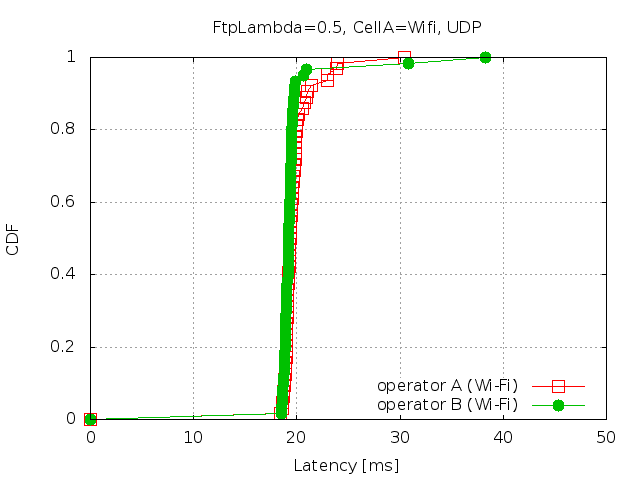 FtpLambda=0.5, CellA=Wifi, UDP
1
0.8
0.6
0.4
0.2
0
CDF
operator A (Wi-Fi)
operator B (Wi-Fi)
0 10 20 30 40 50
Latency [ms]